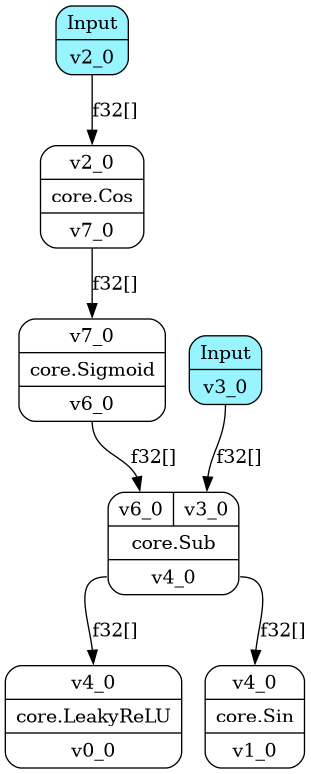 Input
v2_0
f32[]
v2_0
core.Cos
v7_0
f32[]
v7_0
core.Sigmoid
v6_0
Input
v3_0
f32[]
f32[]
v6_0 v3_0
core.Sub
v4_0
f32[]
f32[]
v4_0
core.LeakyReLU
v0_0
v4_0
core.Sin
v1_0